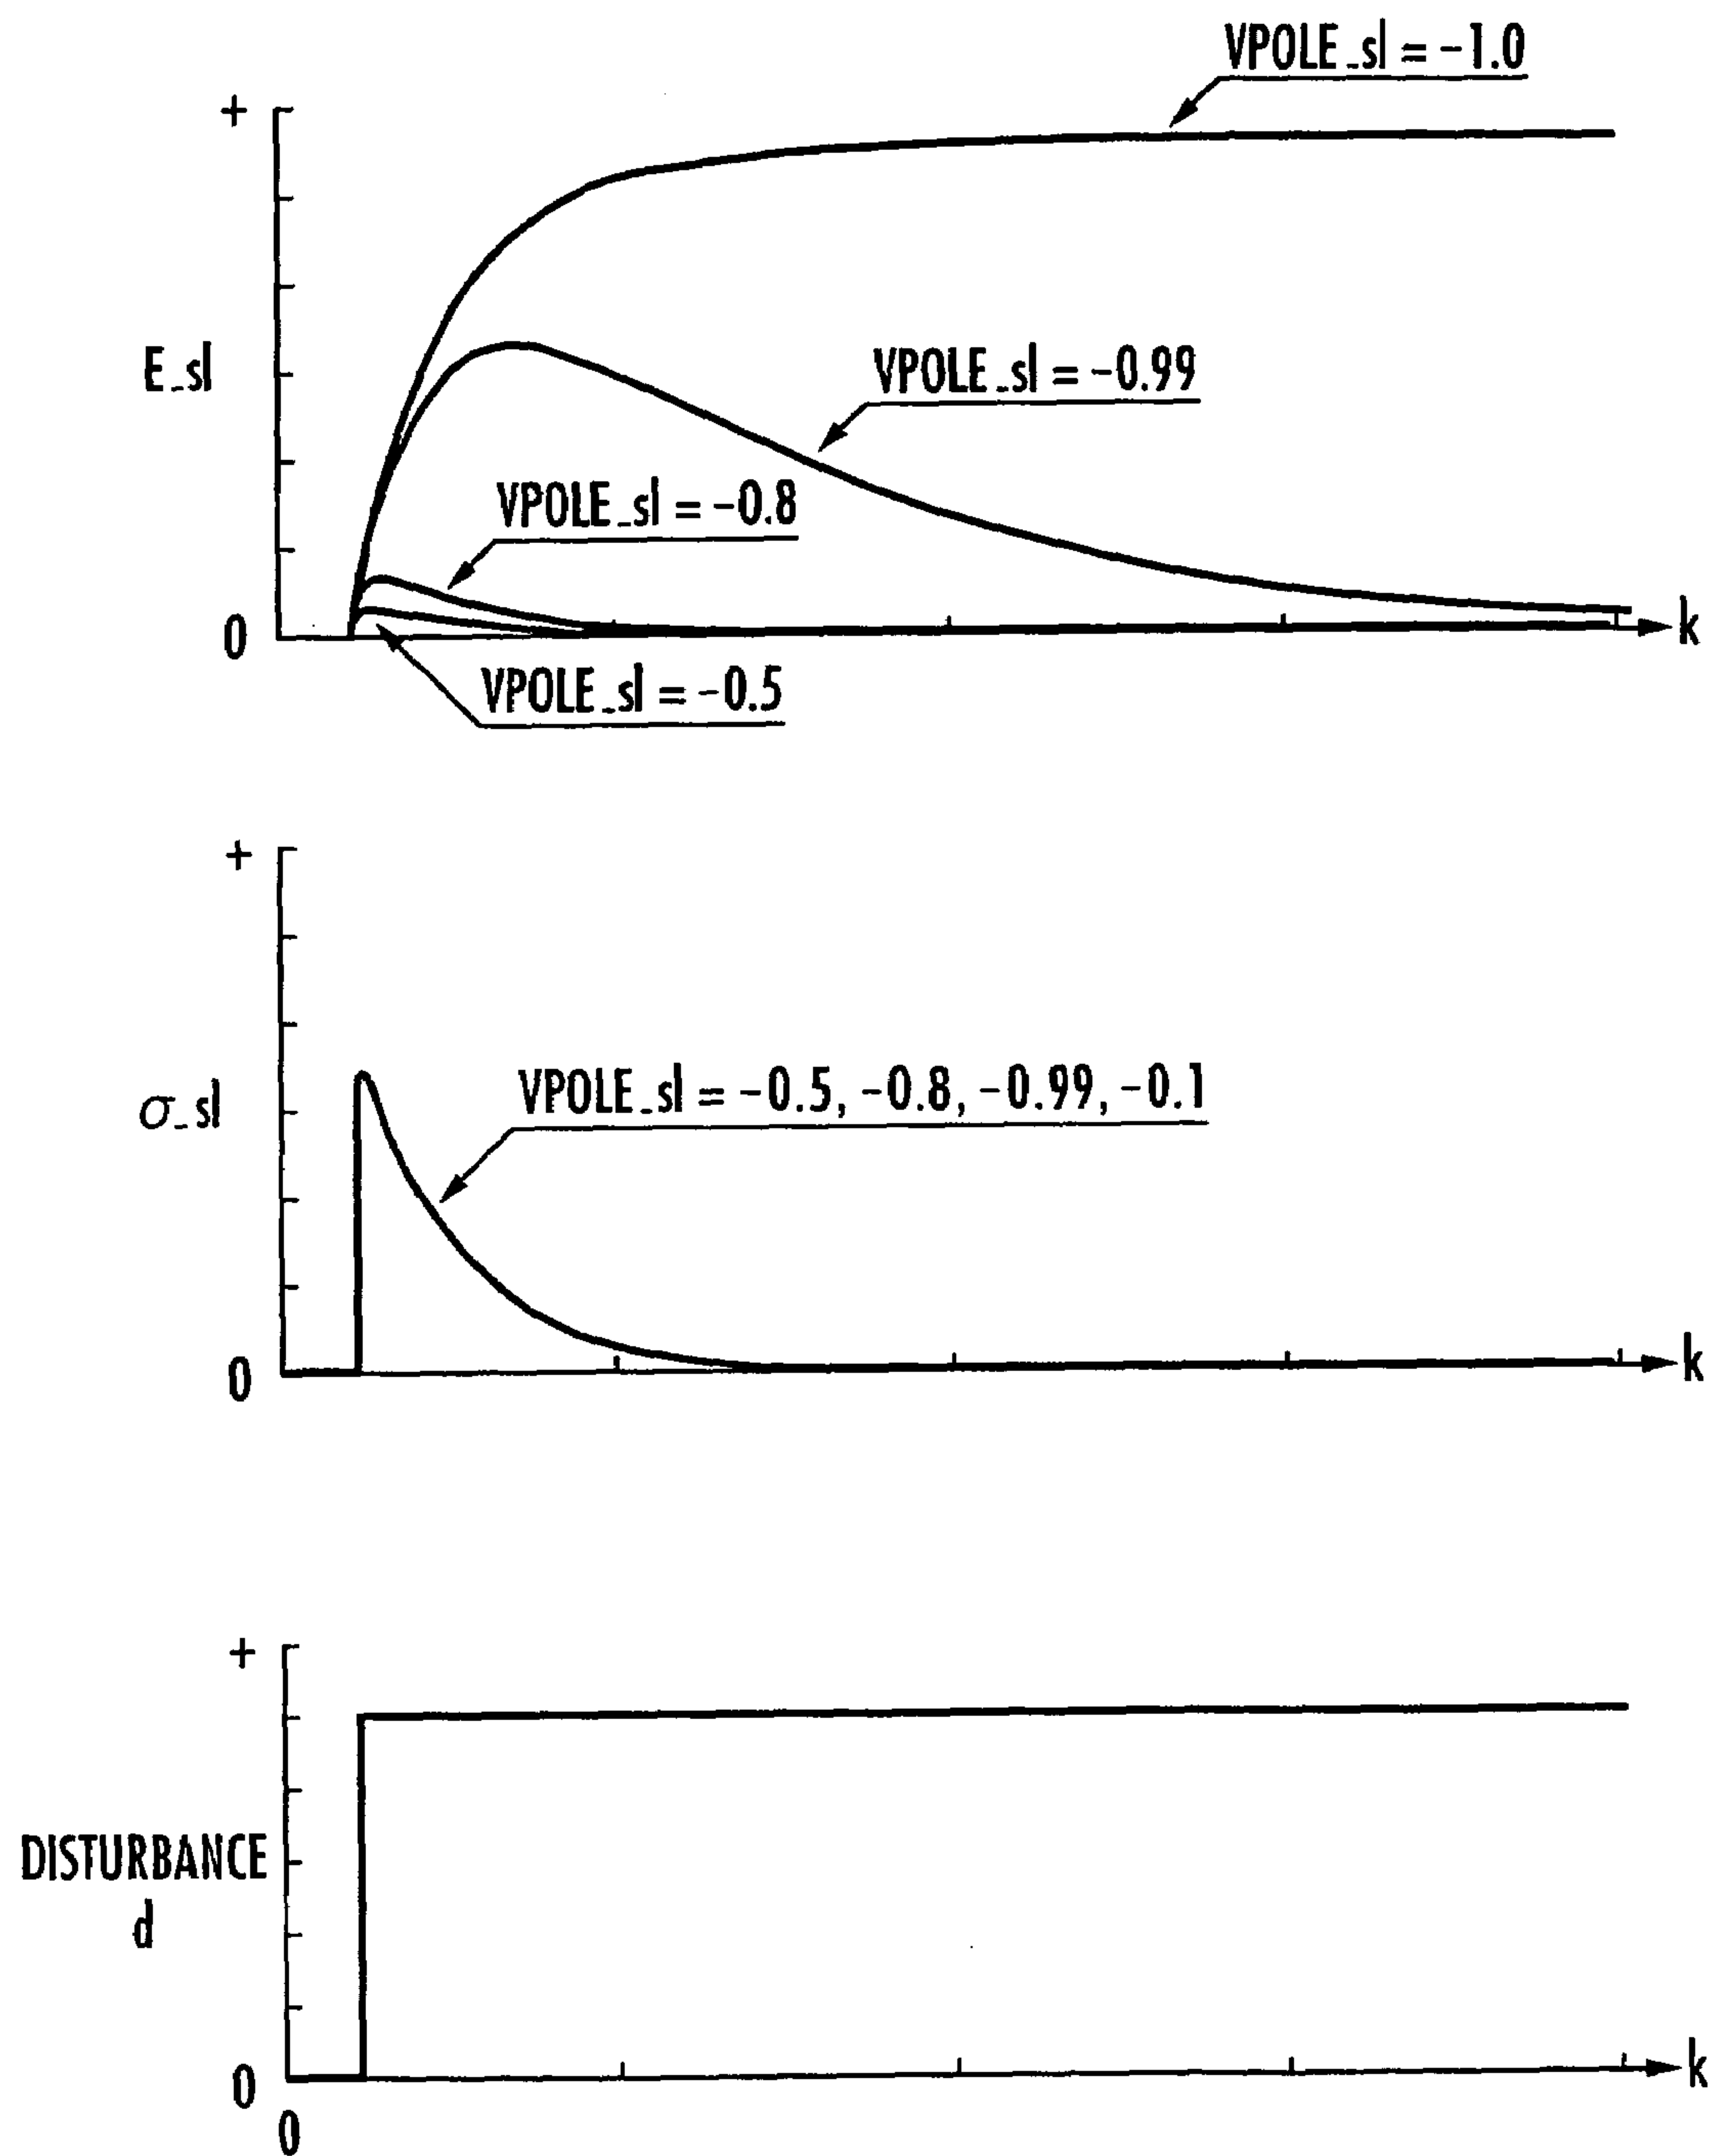 VPOLE_sl = -1.0
+
E_sl
VPOLE_sl = -0.99
VPOLE_sl = -0.8
0
k
VPOLE_sl = -0.5
+
σ_sl
VPOLE_sl = -0.5, -0.8, -0.99, -0.1
0
k
+
DISTURBANCE
d
0
k
0